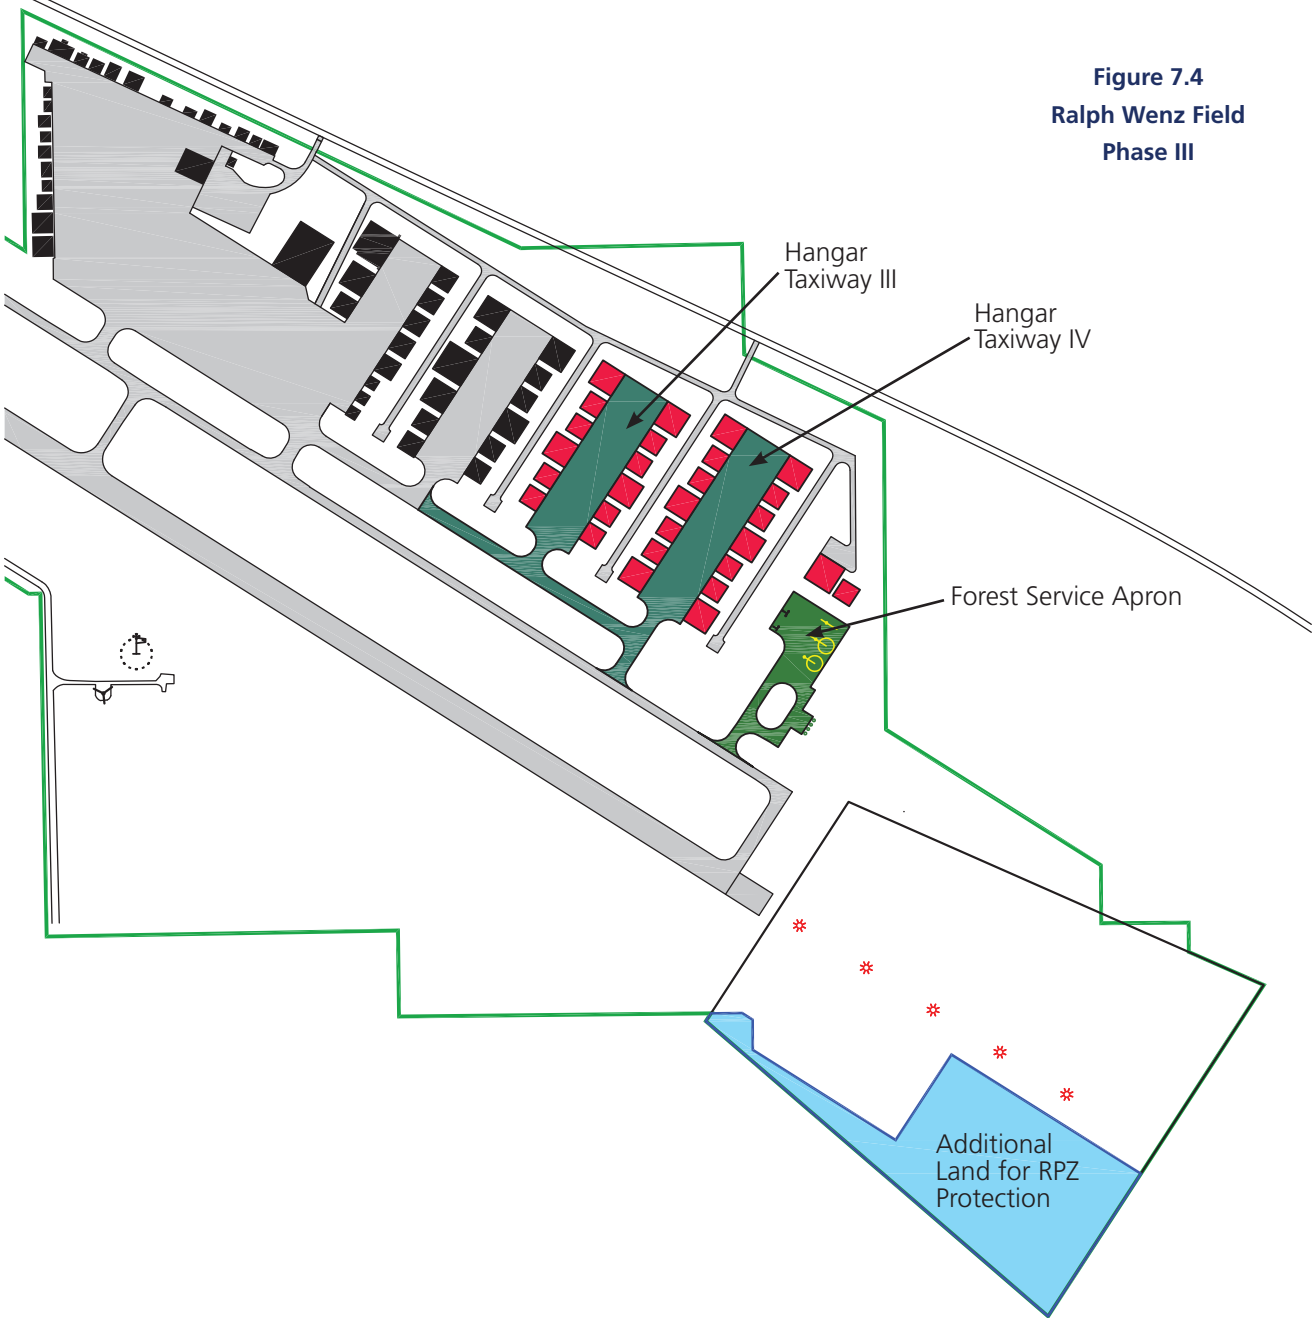 Figure 7.4
Ralph Wenz Field
Phase III
Hangar
Taxiway III
Hangar
Taxiway IV
Forest Service Apron
Additional
Land for RPZ
Protection